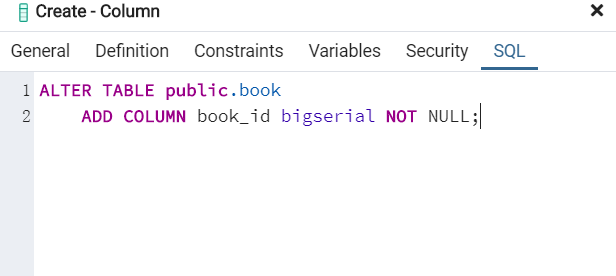 Create - Column
General Definition Constraints Variables Security SQL
1 ALTER TABLE public.book
2 ADD COLUMN book_id bigserial NOT NULL;